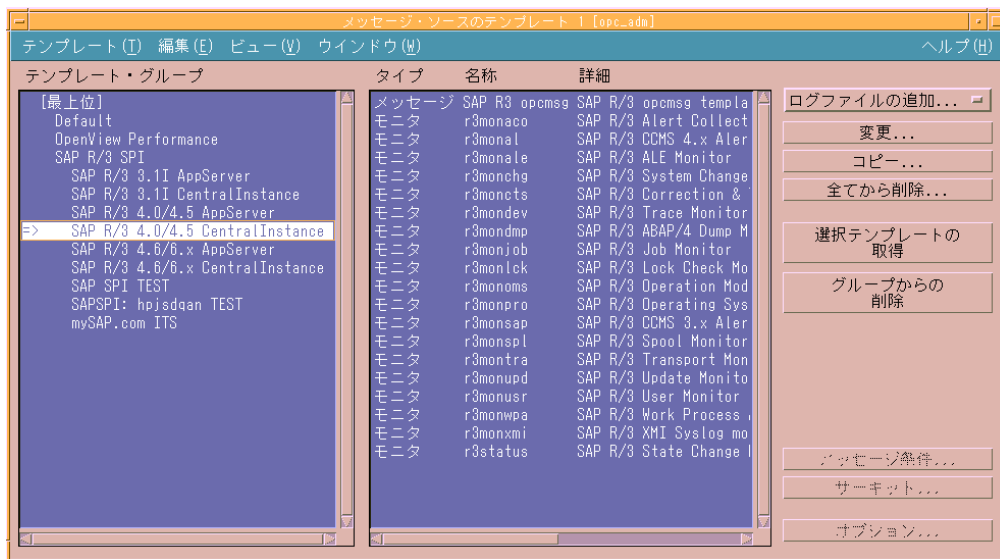 メッセージ・ソースのテンプレート 1 [opc_adm]
テンプレート(T) 編集(E) ビュー(V) ウインドウ(W) ヘルプ(H)
テンプレート・グループ
[最上位]
Default
OpenView Performance
SAP R/3 SPI
SAP R/3 3.1I AppServer
SAP R/3 3.1I CentralInstance
SAP R/3 4.0/4.5 AppServer
=> SAP R/3 4.0/4.5 CentralInstance
SAP R/3 4.6/6.x AppServer
SAP R/3 4.6/6.x CentralInstance
SAP SPI TEST
SAPSPI: hpjsdqan TEST
mySAP.com ITS
タイプ 名称 詳細
メッセージ SAP R3 opcmsg SAP R/3 opcmsg templa
モニタ r3monaco SAP R/3 Alert Collect
モニタ r3monal SAP R/3 CCMS 4.x Aler
モニタ r3monale SAP R/3 ALE Monitor
モニタ r3monchg SAP R/3 System Change
モニタ r3moncts SAP R/3 Correction &
モニタ r3mondev SAP R/3 Trace Monitor
モニタ r3mondmp SAP R/3 ABAP/4 Dump M
モニタ r3monjob SAP R/3 Job Monitor
モニタ r3monlck SAP R/3 Lock Check Mo
モニタ r3monoms SAP R/3 Operation Mod
モニタ r3monpro SAP R/3 Operating Sys
モニタ r3monsap SAP R/3 CCMS 3.x Aler
モニタ r3monspl SAP R/3 Spool Monitor
モニタ r3montra SAP R/3 Transport Mon
モニタ r3monupd SAP R/3 Update Monito
モニタ r3monusr SAP R/3 User Monitor
モニタ r3monwpa SAP R/3 Work Process
モニタ r3monxmi SAP R/3 XMI Syslog mo
モニタ r3status SAP R/3 State Change
ログファイルの追加...
変更...
コピー...
全てから削除...
選択テンプレートの
取得
グループからの
削除
メッセージ条件...
サーキット...
オプション...